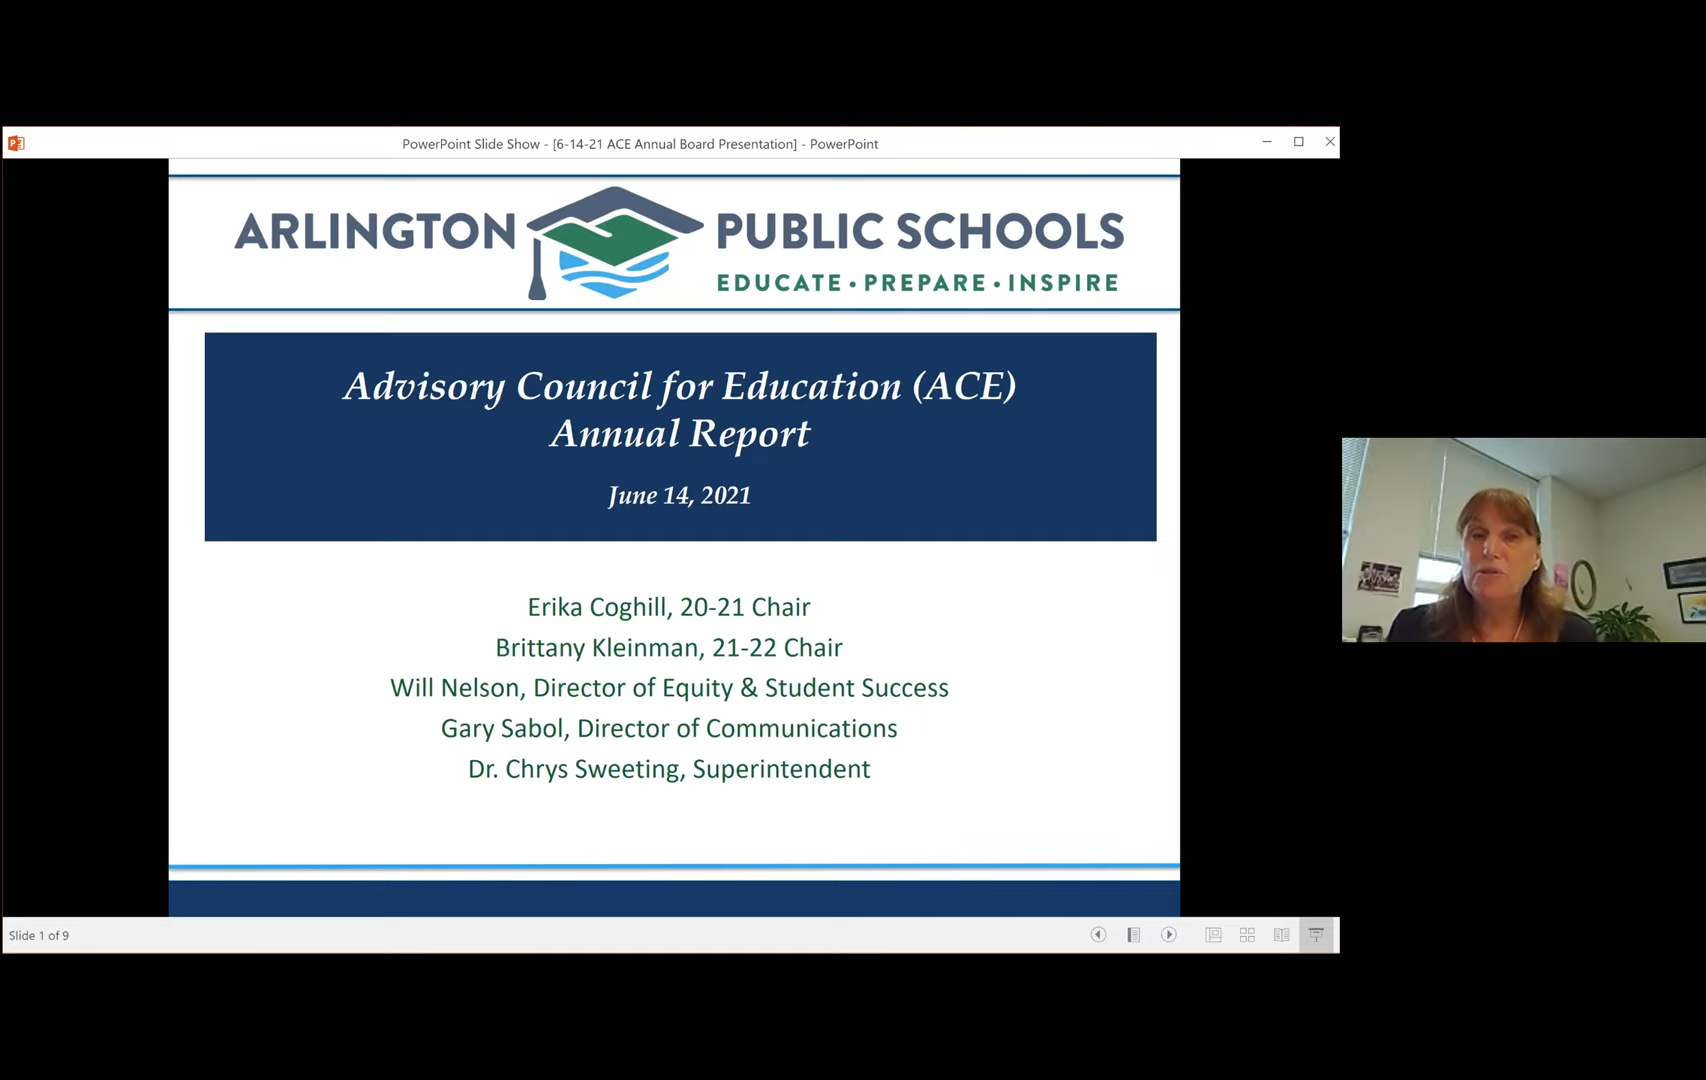 PowerPoint Slide Show - [6-14-21 ACE Annual Board Presentation] - PowerPoint
ARLINGTON PUBLIC SCHOOLS
EDUCATE • PREPARE • INSPIRE
Advisory Council for Education (ACE)
Annual Report
June 14, 2021
Erika Coghill, 20-21 Chair
Brittany Kleinman, 21-22 Chair
Will Nelson, Director of Equity & Student Success
Gary Sabol, Director of Communications
Dr. Chrys Sweeting, Superintendent
Slide 1 of 9